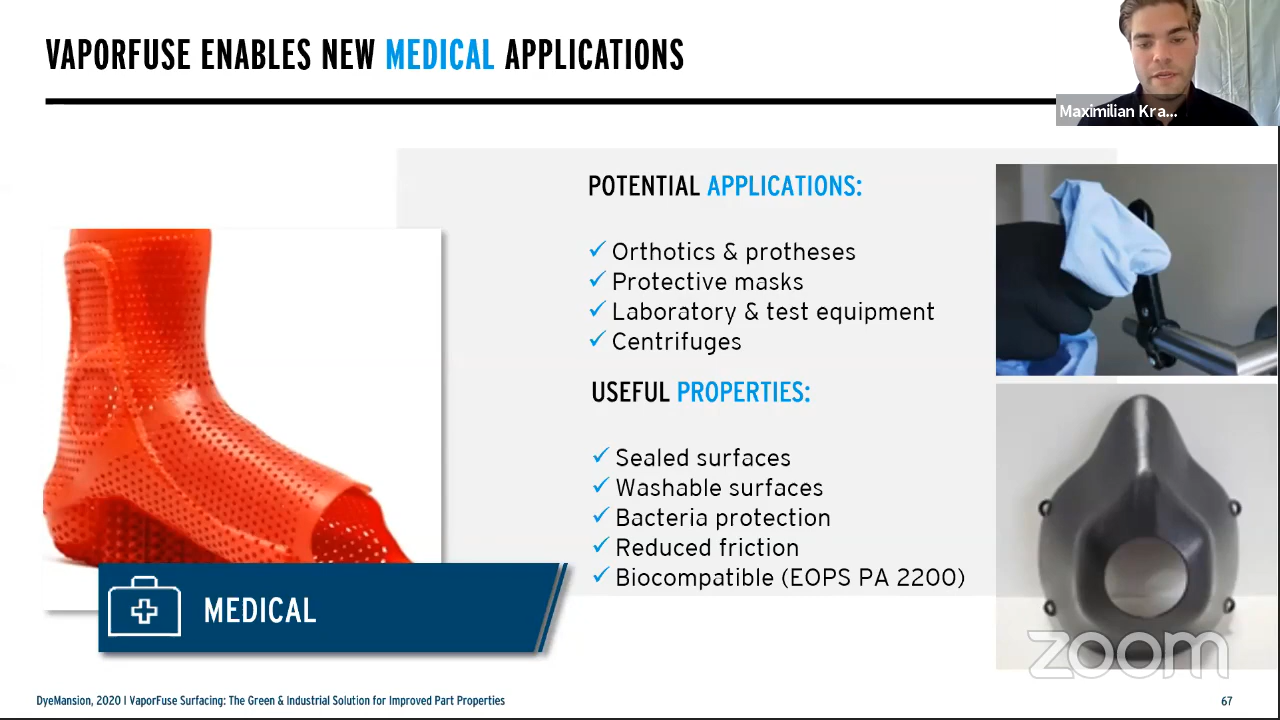 VAPORFUSE ENABLES NEW MEDICAL APPLICATIONS
Maximilian Kra...
POTENTIAL APPLICATIONS:
✓ Orthotics & protheses
✓ Protective masks
✓ Laboratory & test equipment
✓ Centrifuges
USEFUL PROPERTIES:
✓ Sealed surfaces
✓ Washable surfaces
✓ Bacteria protection
✓ Reduced friction
✓ Biocompatible (EOPS PA 2200)
MEDICAL
zoom
DyeMansion, 2020 I VaporFuse Surfacing: The Green & Industrial Solution for Improved Part Properties
67